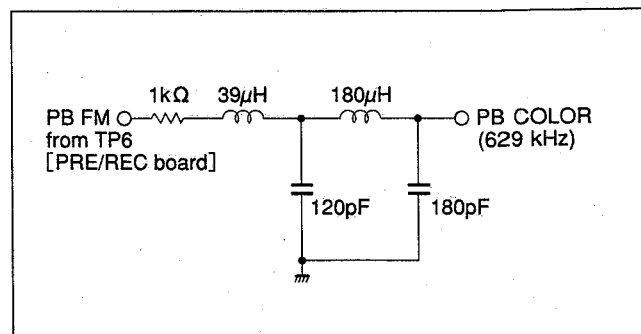 1kΩ 39μH 180μH
PB FM
from TP6
[PRE/REC board]
PB COLOR
(629 kHz)
120pF 180pF